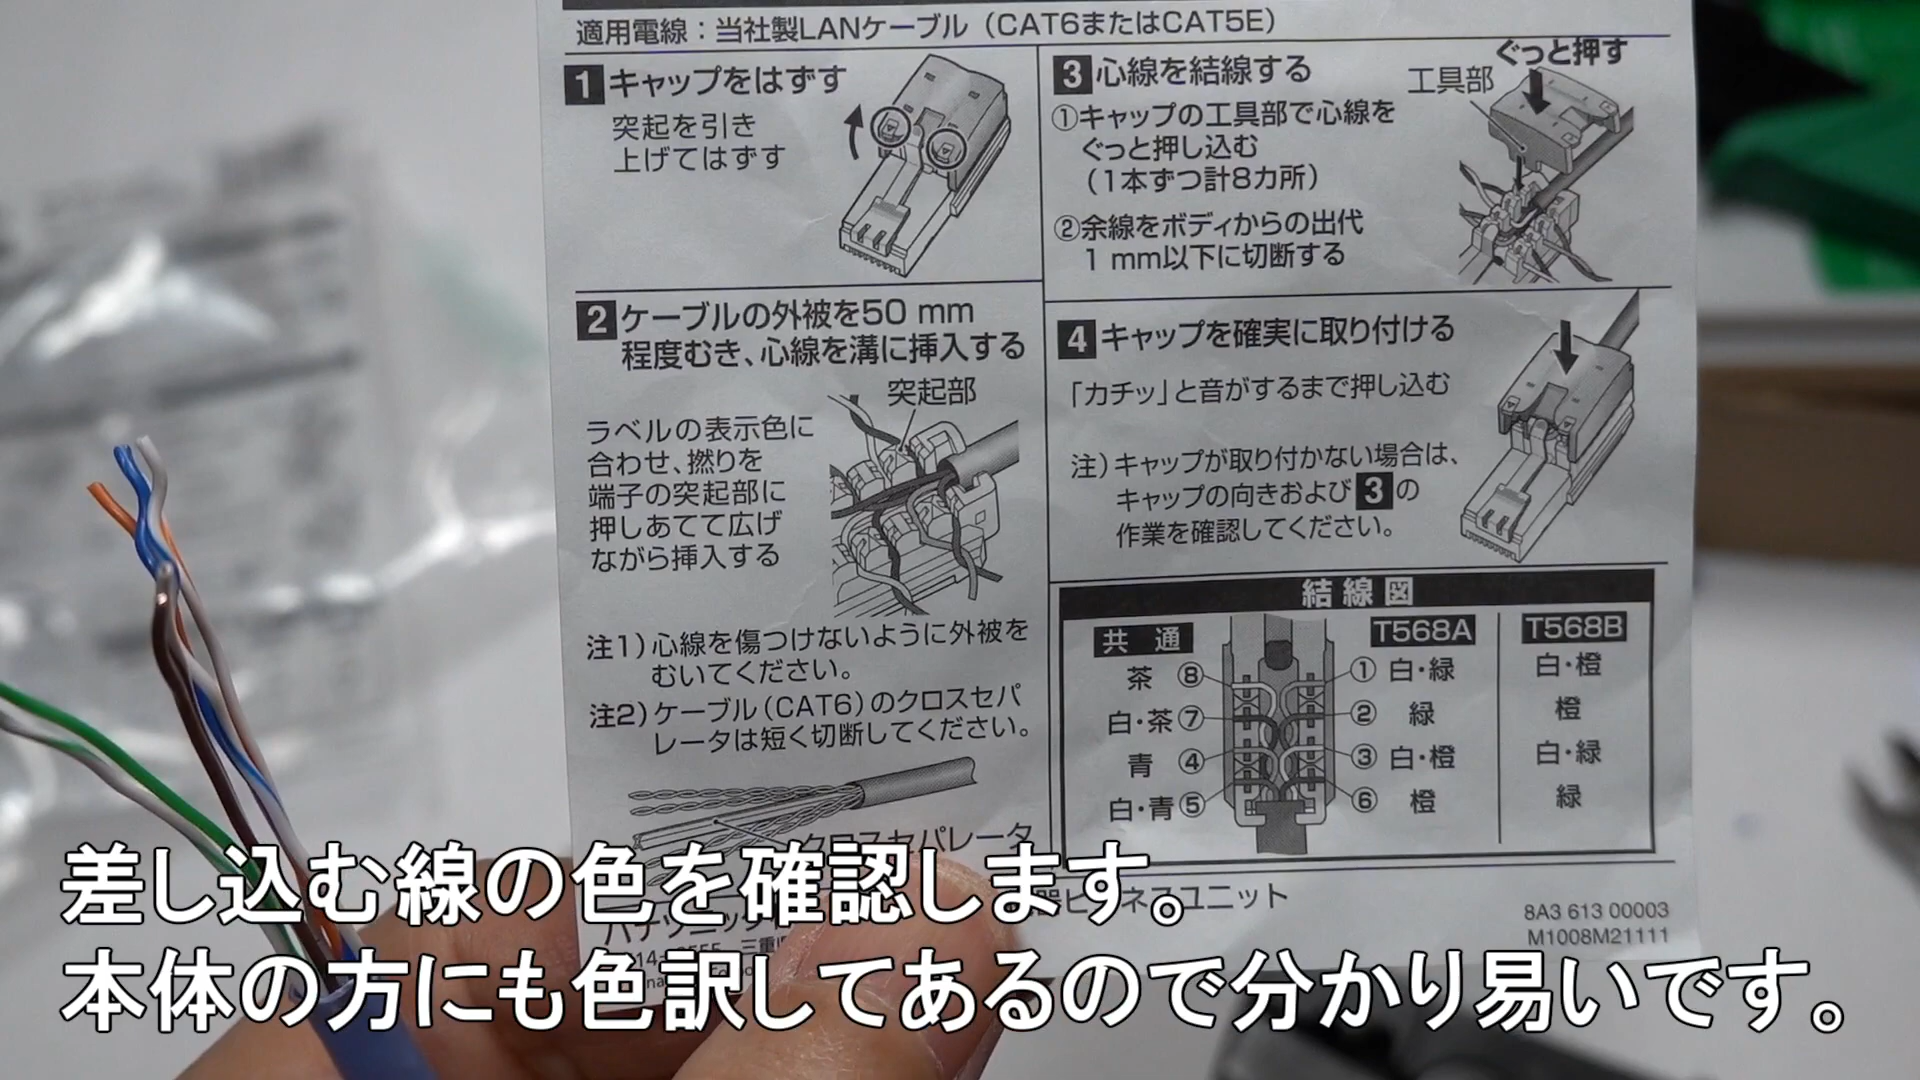 適用電線：当社製LANケーブル（CAT6またはCAT5E）
1 キャップをはずす
突起を引き
上げてはずす
2 ケーブルの外被を50 mm
程度むき、心線を溝に挿入する
突起部
ラベルの表示色に
合わせ、撚りを
端子の突起部に
押しあてて広げ
ながら挿入する
注1）心線を傷つけないように外被を
むいてください。
注2）ケーブル（CAT6）のクロスセパ
レータは短く切断してください。
クロスセパレータ
3 心線を結線する
ぐっと押す
工具部
①キャップの工具部で心線を
ぐっと押し込む
（1本ずつ計8カ所）
②余線をボディからの出代
1 mm以下に切断する
4 キャップを確実に取り付ける
「カチッ」と音がするまで押し込む
注）キャップが取り付かない場合は、
キャップの向きおよび3の
作業を確認してください。
結線図
共通 T568A T568B
茶 ⑧ ① 白・緑 白・橙
白・茶 ⑦ ② 緑 橙
青 ④ ③ 白・橙 白・緑
白・青 ⑤ ⑥ 橙 緑
ユニット
8A3 613 00003
M1008M21111
差し込む線の色を確認します。
本体の方にも色訳してあるので分かり易いです。